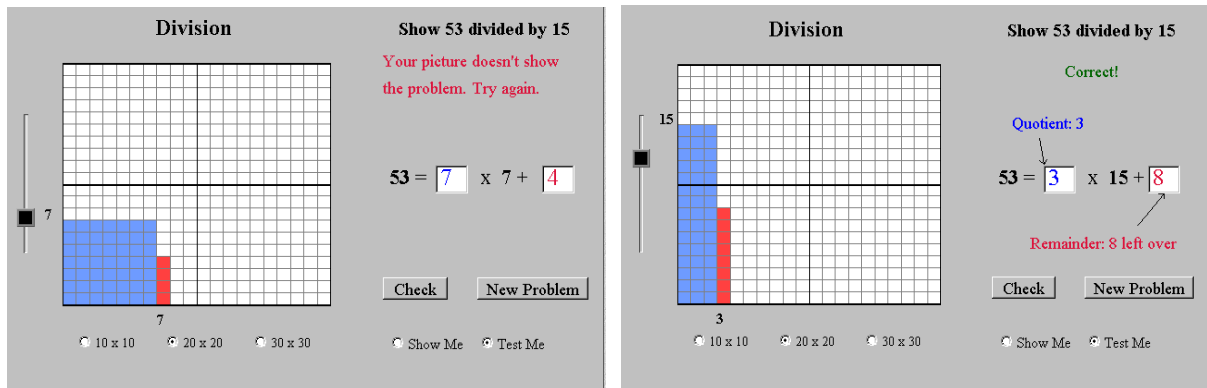 Division
Show 53 divided by 15
Your picture doesn't show
the problem. Try again.
7
53 = 7 x 7 + 4
Check New Problem
7
10 x 10 20 x 20 30 x 30
Show Me Test Me
Division
Show 53 divided by 15
Correct!
15
Quotient: 3
53 = 3 x 15 + 8
Remainder: 8 left over
Check New Problem
3
10 x 10 20 x 20 30 x 30
Show Me Test Me